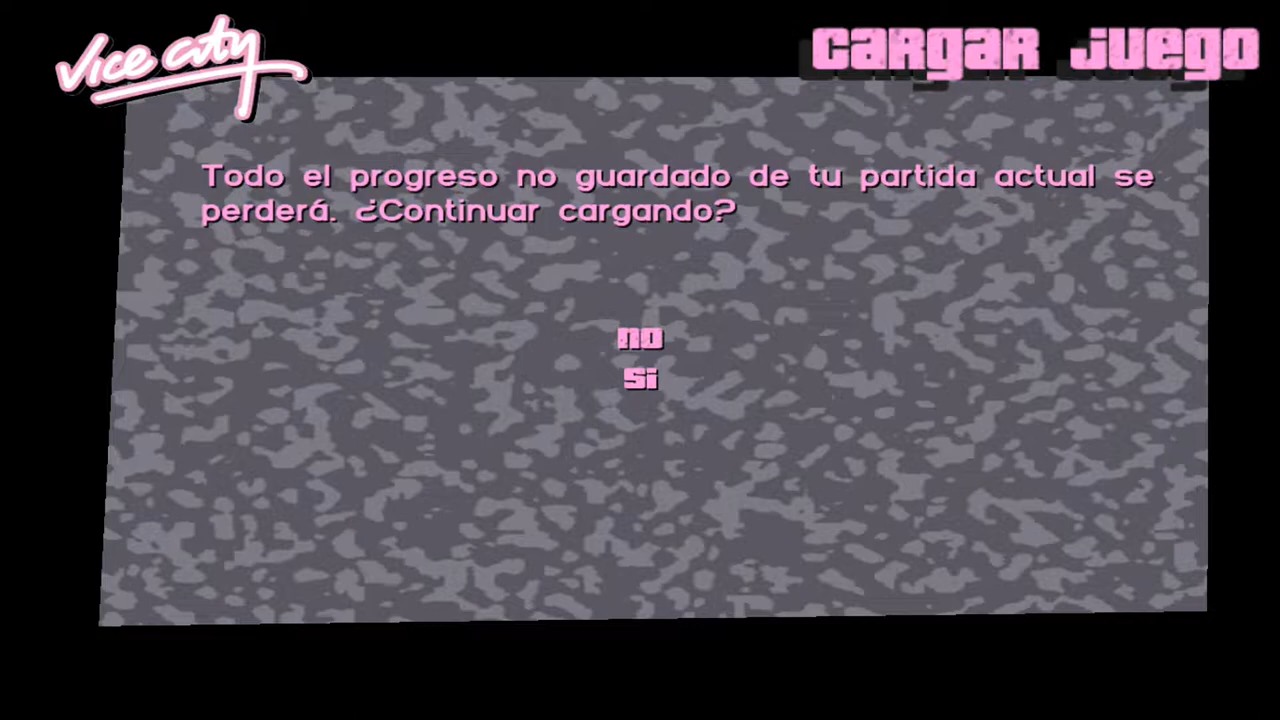 Vice City
Cargar Juego
Todo el progreso no guardado de tu partida actual se
perderá. ¿Continuar cargando?
no
si